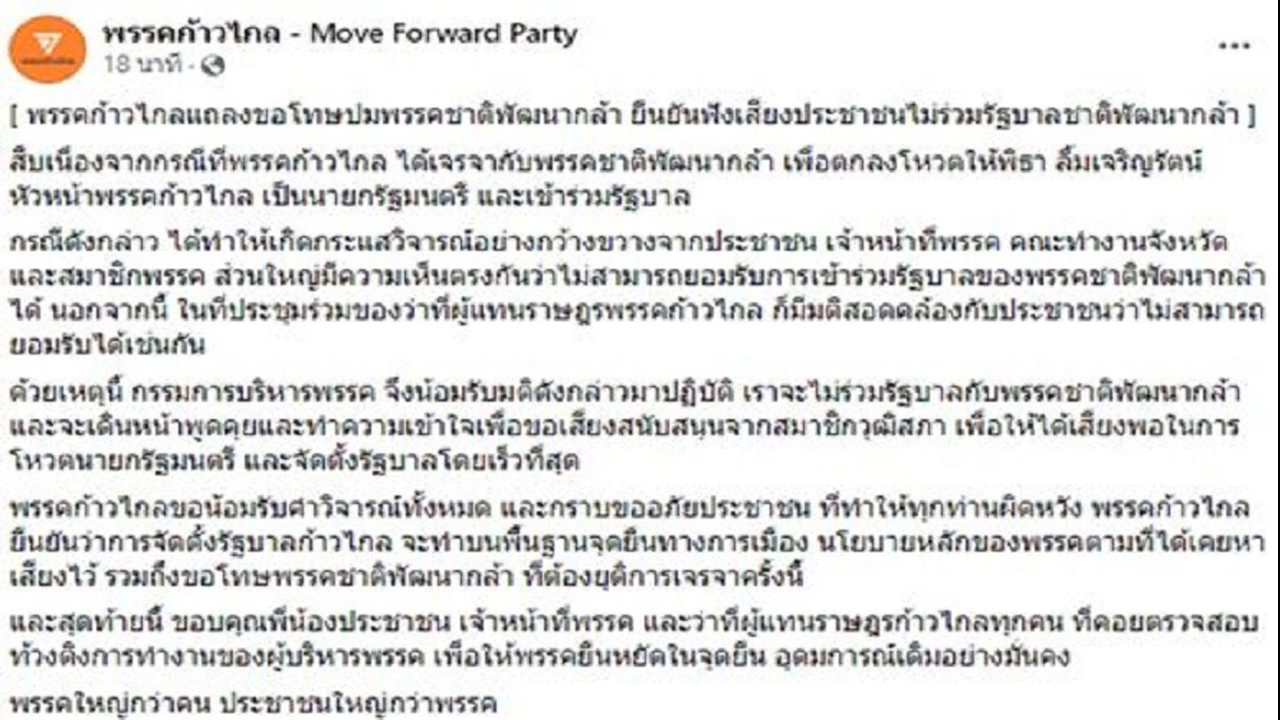 พรรคก้าวไกล - Move Forward Party
18 นาที ·
[ พรรคก้าวไกลแถลงขอโทษปมพรรคชาติพัฒนากล้า ยืนยันฟังเสียงประชาชนไม่ร่วมรัฐบาลชาติพัฒนากล้า ]
สืบเนื่องจากกรณีที่พรรคก้าวไกล ได้เจรจากับพรรคชาติพัฒนากล้า เพื่อตกลงโหวตให้พิธา ลิ้มเจริญรัตน์
หัวหน้าพรรคก้าวไกล เป็นนายกรัฐมนตรี และเข้าร่วมรัฐบาล
กรณีดังกล่าว ได้ทำให้เกิดกระแสวิจารณ์อย่างกว้างขวางจากประชาชน เจ้าหน้าที่พรรค คณะทำงานจังหวัด
และสมาชิกพรรค ส่วนใหญ่มีความเห็นตรงกันว่าไม่สามารถยอมรับการเข้าร่วมรัฐบาลของพรรคชาติพัฒนากล้า
ได้ นอกจากนี้ ในที่ประชุมร่วมของว่าที่ผู้แทนราษฎรพรรคก้าวไกล ก็มีมติสอดคล้องกับประชาชนว่าไม่สามารถ
ยอมรับได้เช่นกัน
ด้วยเหตุนี้ กรรมการบริหารพรรค จึงน้อมรับมติดังกล่าวมาปฏิบัติ เราจะไม่ร่วมรัฐบาลกับพรรคชาติพัฒนากล้า
และจะเดินหน้าพูดคุยและทำความเข้าใจเพื่อขอเสียงสนับสนุนจากสมาชิกวุฒิสภา เพื่อให้ได้เสียงพอในการ
โหวตนายกรัฐมนตรี และจัดตั้งรัฐบาลโดยเร็วที่สุด
พรรคก้าวไกลขอน้อมรับคำวิจารณ์ทั้งหมด และกราบขออภัยประชาชน ที่ทำให้ทุกท่านผิดหวัง พรรคก้าวไกล
ยืนยันว่าการจัดตั้งรัฐบาลก้าวไกล จะทำบนพื้นฐานจุดยืนทางการเมือง นโยบายหลักของพรรคตามที่ได้เคยหา
เสียงไว้ รวมถึงขอโทษพรรคชาติพัฒนากล้า ที่ต้องยุติการเจรจาครั้งนี้
และสุดท้ายนี้ ขอบคุณพี่น้องประชาชน เจ้าหน้าที่พรรค และว่าที่ผู้แทนราษฎรก้าวไกลทุกคน ที่คอยตรวจสอบ
ท้วงติงการทำงานของผู้บริหารพรรค เพื่อให้พรรคยืนหยัดในจุดยืน อุดมการณ์เดิมอย่างมั่นคง
พรรคใหญ่กว่าคน ประชาชนใหญ่กว่าพรรค